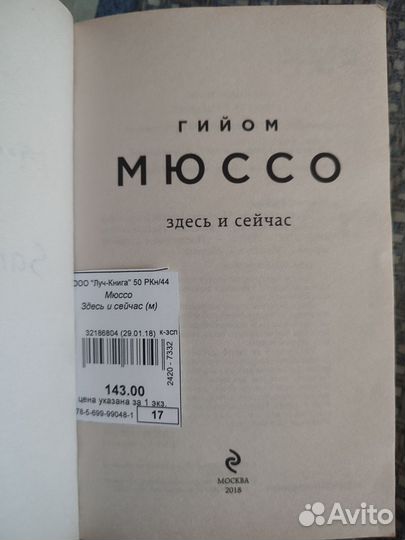 ГИЙОМ
МЮССО
здесь и сейчас
ООО "Луч-Книга" 50 РКн/44
Мюссо
Здесь и сейчас (м)
32186804 (29.01.18) к-зсп
2420 - 7332
143.00
цена указана за 1 экз.
78-5-699-99048-1 17
МОСКВА
2018
Avito